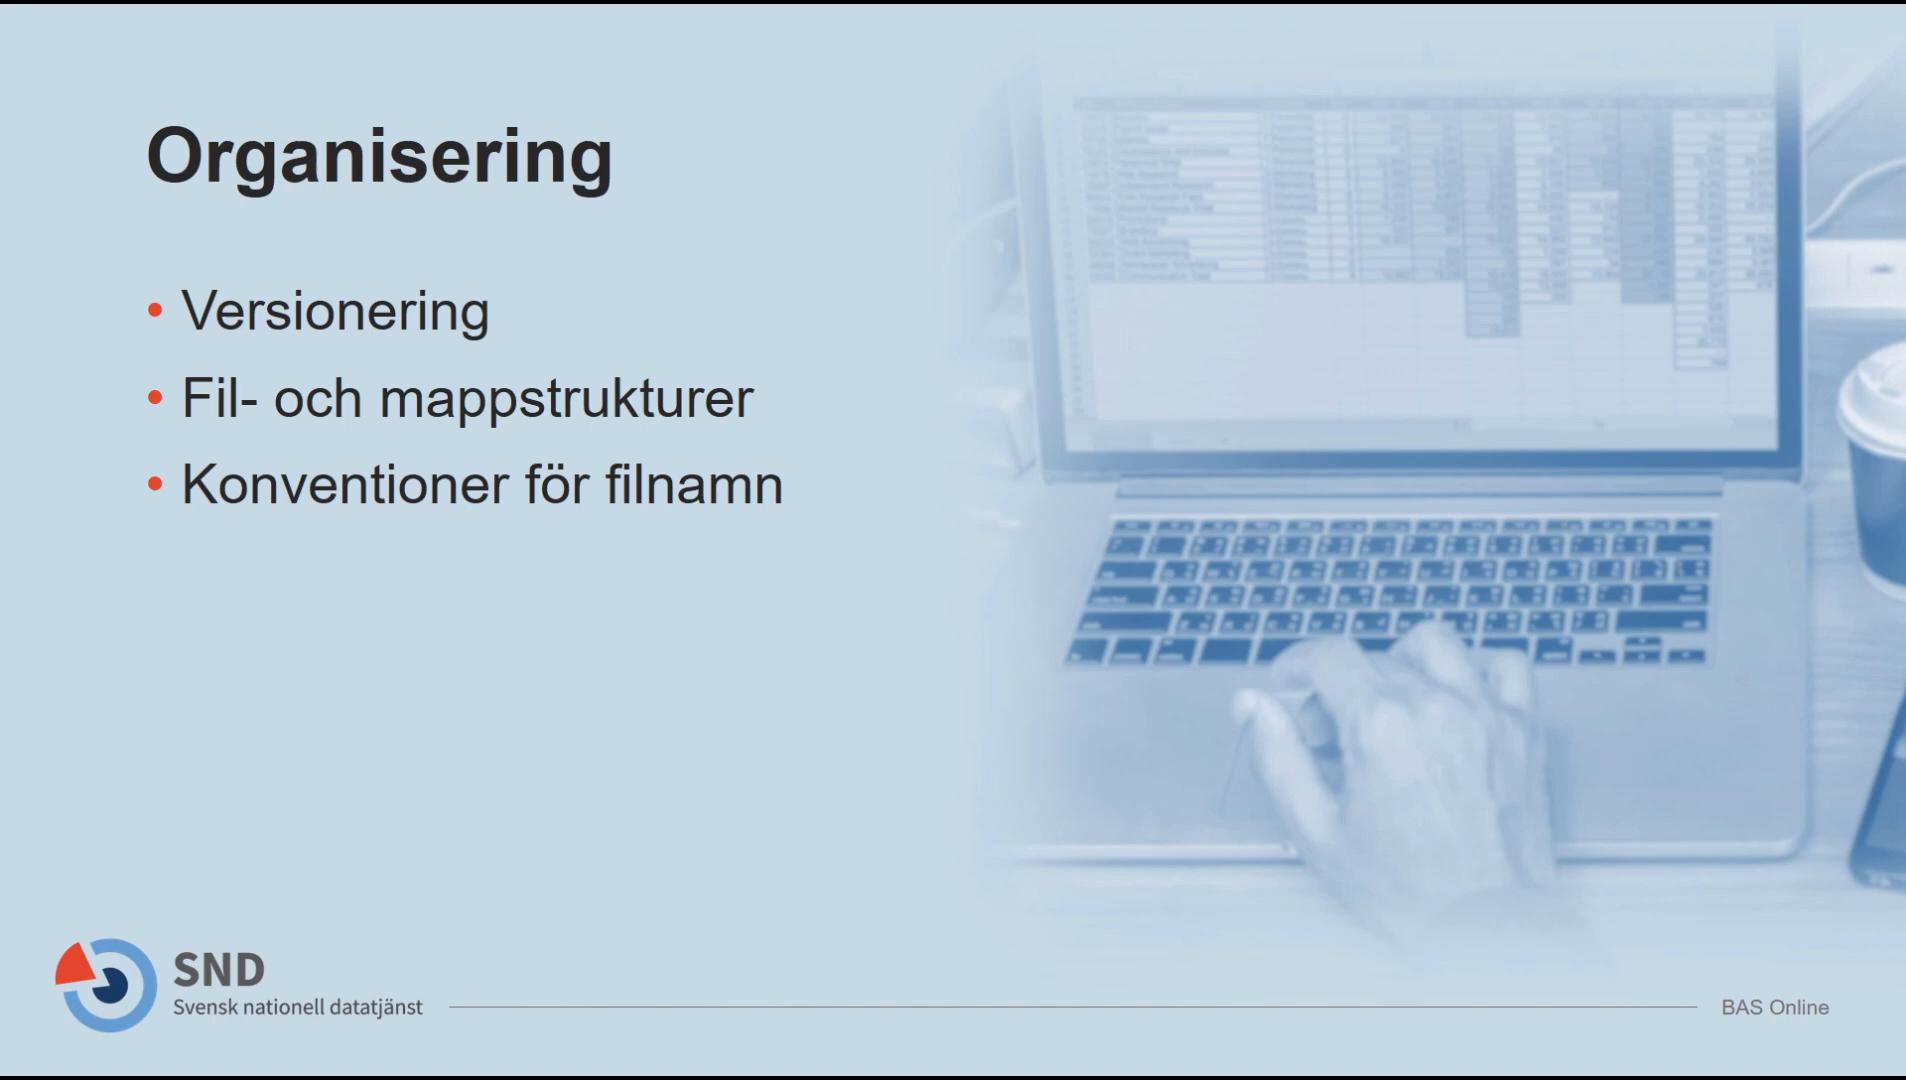 Organisering
• Versionering
• Fil- och mappstrukturer
• Konventioner för filnamn
SND
Svensk nationell datatjänst
BAS Online